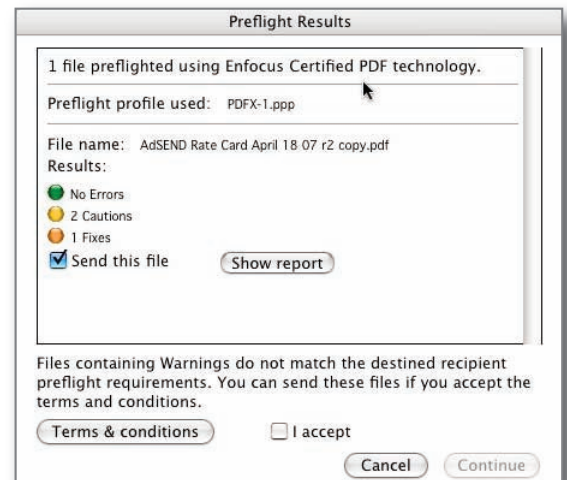 Preflight Results
1 file preflighted using Enfocus Certified PDF technology.
Preflight profile used: PDFX-1.ppp
File name: AdSEND Rate Card April 18 07 r2 copy.pdf
Results:
No Errors
2 Cautions
1 Fixes
Send this file Show report
Files containing Warnings do not match the destined recipient
preflight requirements. You can send these files if you accept the
terms and conditions.
Terms & conditions I accept
Cancel Continue